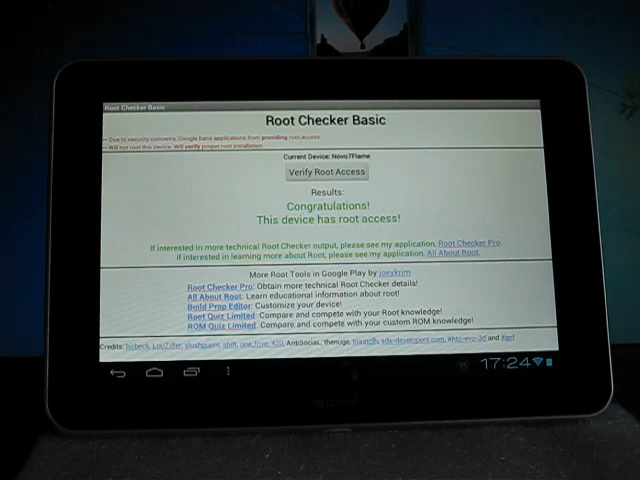 Root Checker Basic
Root Checker Basic
-- Due to security concerns, Google bans applications from providing root access
-- Will not root this device. Will verify proper root installation
Current Device: Novo7Flame
Verify Root Access
Results:
Congratulations!
This device has root access!
If interested in more technical Root Checker output, please see my application, Root Checker Pro.
If interested in learning more about Root, please see my application, All About Root.
More Root Tools in Google Play by joeykrim
Root Checker Pro: Obtain more technical Root Checker details!
All About Root: Learn educational information about root!
Build Prop Editor: Customize your device!
Root Quiz Limited: Compare and compete with your Root knowledge!
ROM Quiz Limited: Compare and compete with your custom ROM knowledge!
Credits: shift, one_love_420, AntiSocial, thenuge, and
17:24